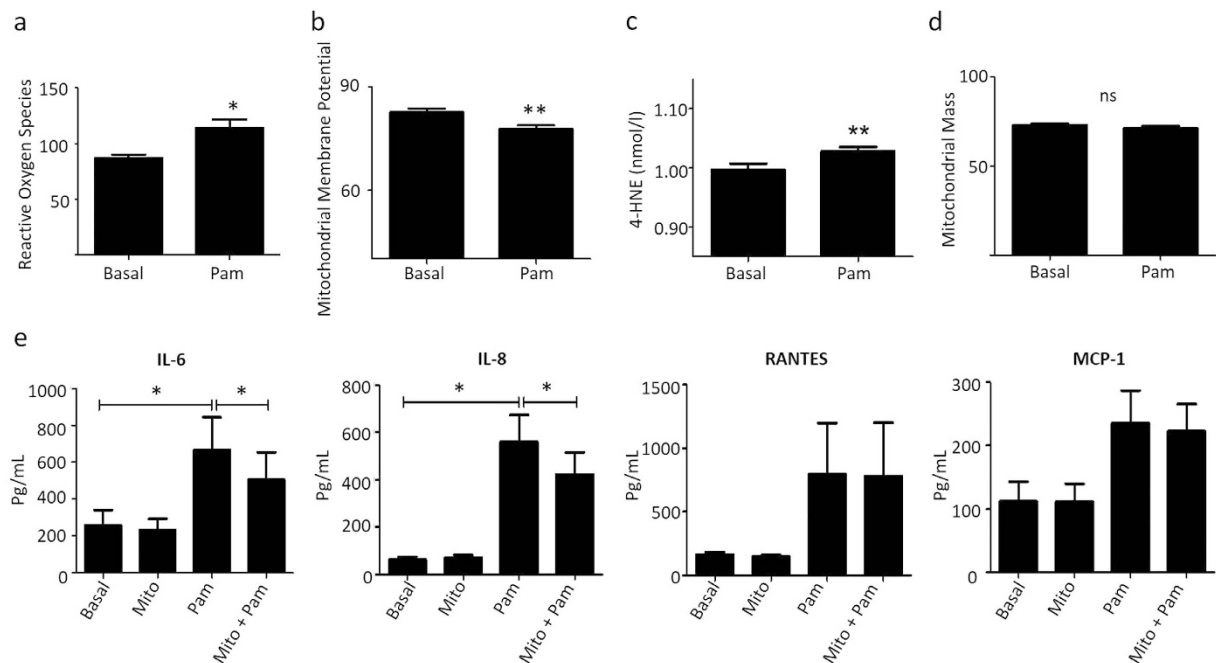 a
Reactive Oxygen Species
150
100
50
*
Basal Pam
b
Mitochondrial Membrane Potential
90
60
**
Basal Pam
c
4-HNE (nmol/l)
1.10
1.00
0.90
**
Basal Pam
d
Mitochondrial Mass
100
50
0
ns
Basal Pam
e
IL-6
Pg/mL
1000
800
600
400
200
0
* *
Basal Mito Pam Mito + Pam
IL-8
Pg/mL
800
600
400
200
0
* *
Basal Mito Pam Mito + Pam
RANTES
Pg/mL
1500
1000
500
0
Basal Mito Pam Mito + Pam
MCP-1
Pg/mL
300
200
100
0
Basal Mito Pam Mito + Pam